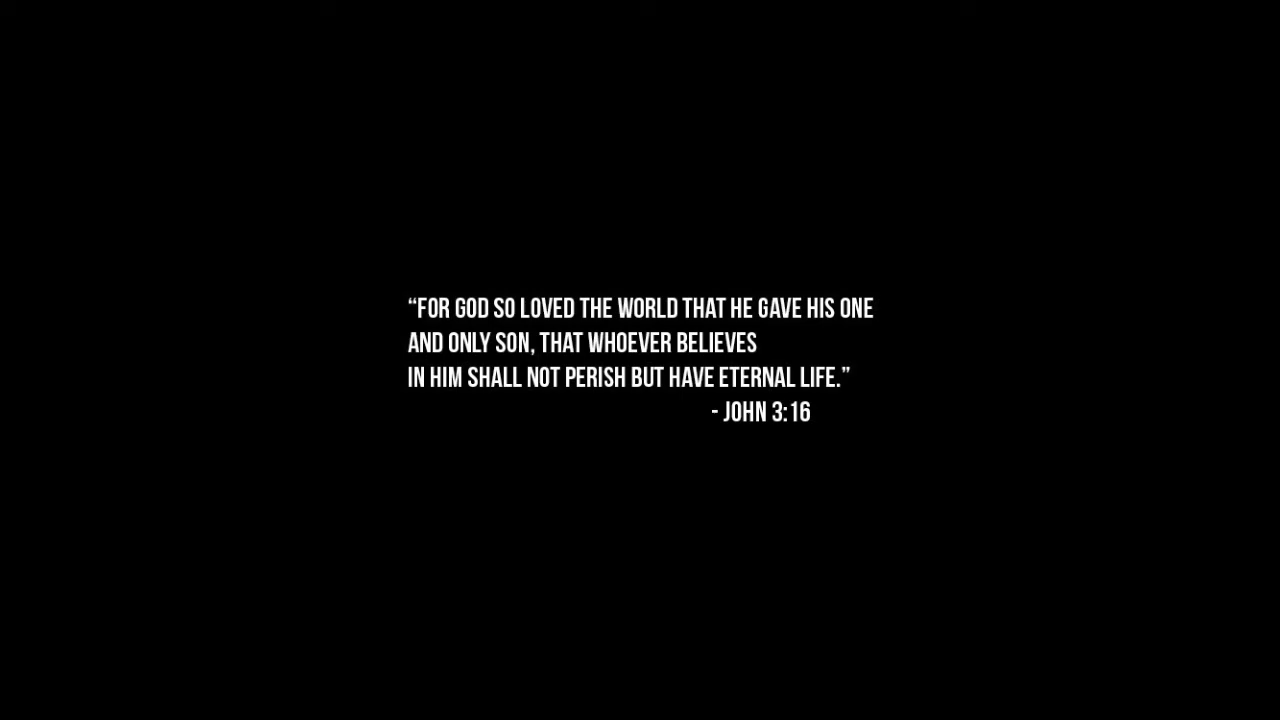 “FOR GOD SO LOVED THE WORLD THAT HE GAVE HIS ONE
AND ONLY SON, THAT WHOEVER BELIEVES
IN HIM SHALL NOT PERISH BUT HAVE ETERNAL LIFE.”
- JOHN 3:16